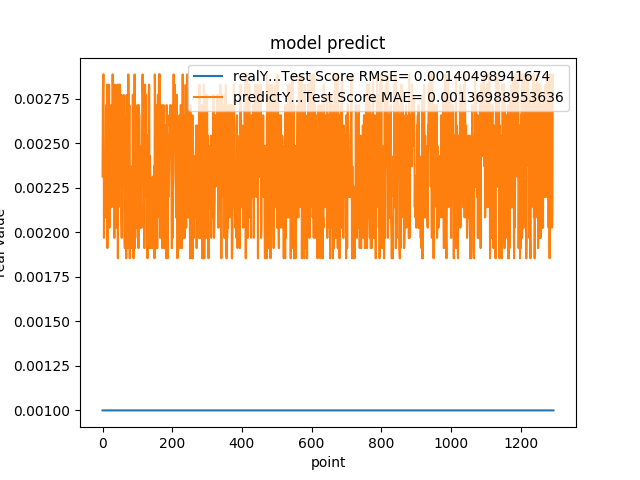 model predict
realY...Test Score RMSE= 0.00140498941674
predictY...Test Score MAE= 0.00136988953636
0.00275
0.00250
0.00225
0.00200
0.00175
0.00150
0.00125
0.00100
real value
0 200 400 600 800 1000 1200
point